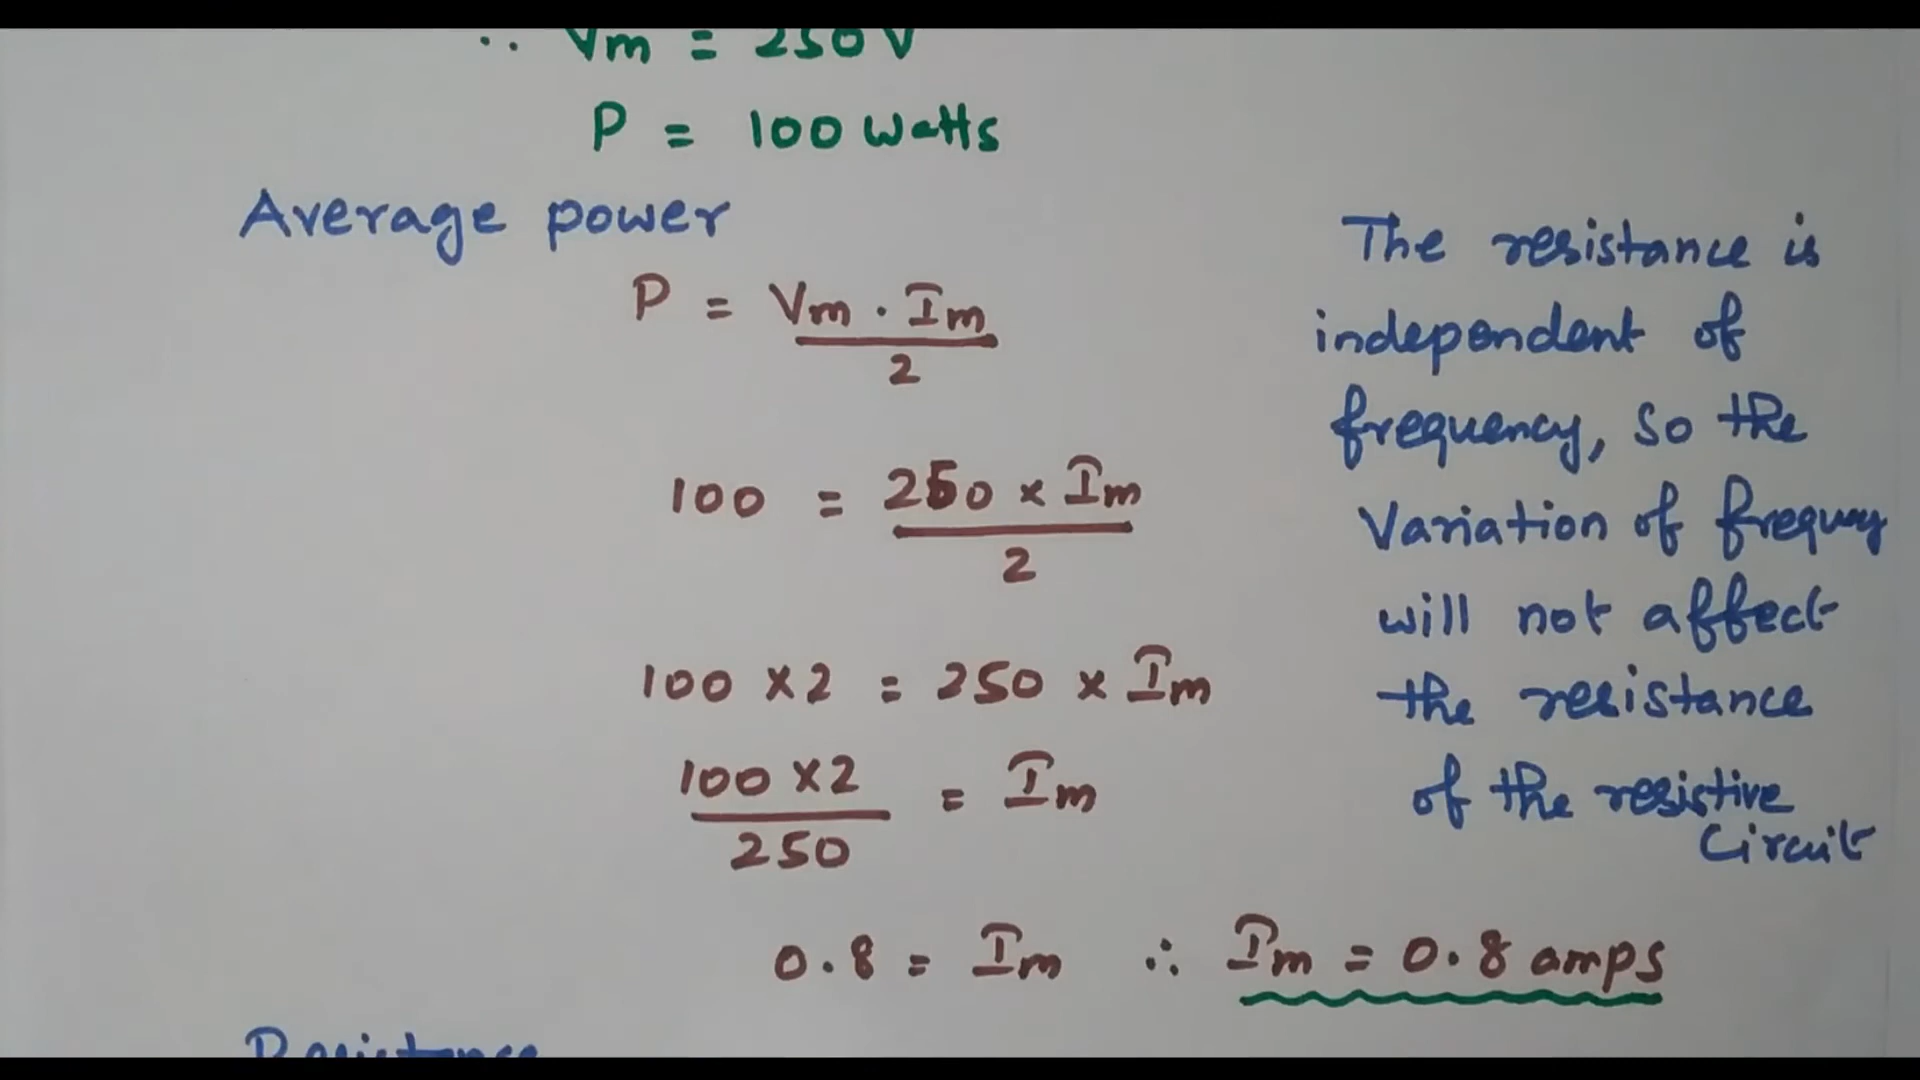 ∴ Vm = 250 V
P = 100 watts
Average power
P = Vm . Im
2
100 = 250 x Im
2
100 x 2 = 250 x Im
100 x 2 = Im
250
0.8 = Im ∴ Im = 0.8 amps
Resistance
The resistance is
independent of
frequency, so the
Variation of frequcy
will not affect
the resistance
of the resistive
Circuit